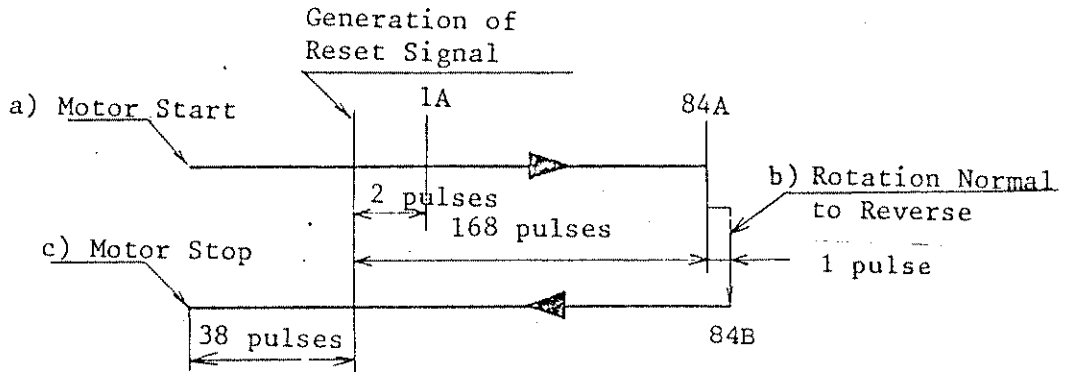 Generation of
Reset Signal
1A
84A
a) Motor Start
b) Rotation Normal
to Reverse
2 pulses
168 pulses
1 pulse
c) Motor Stop
38 pulses
84B